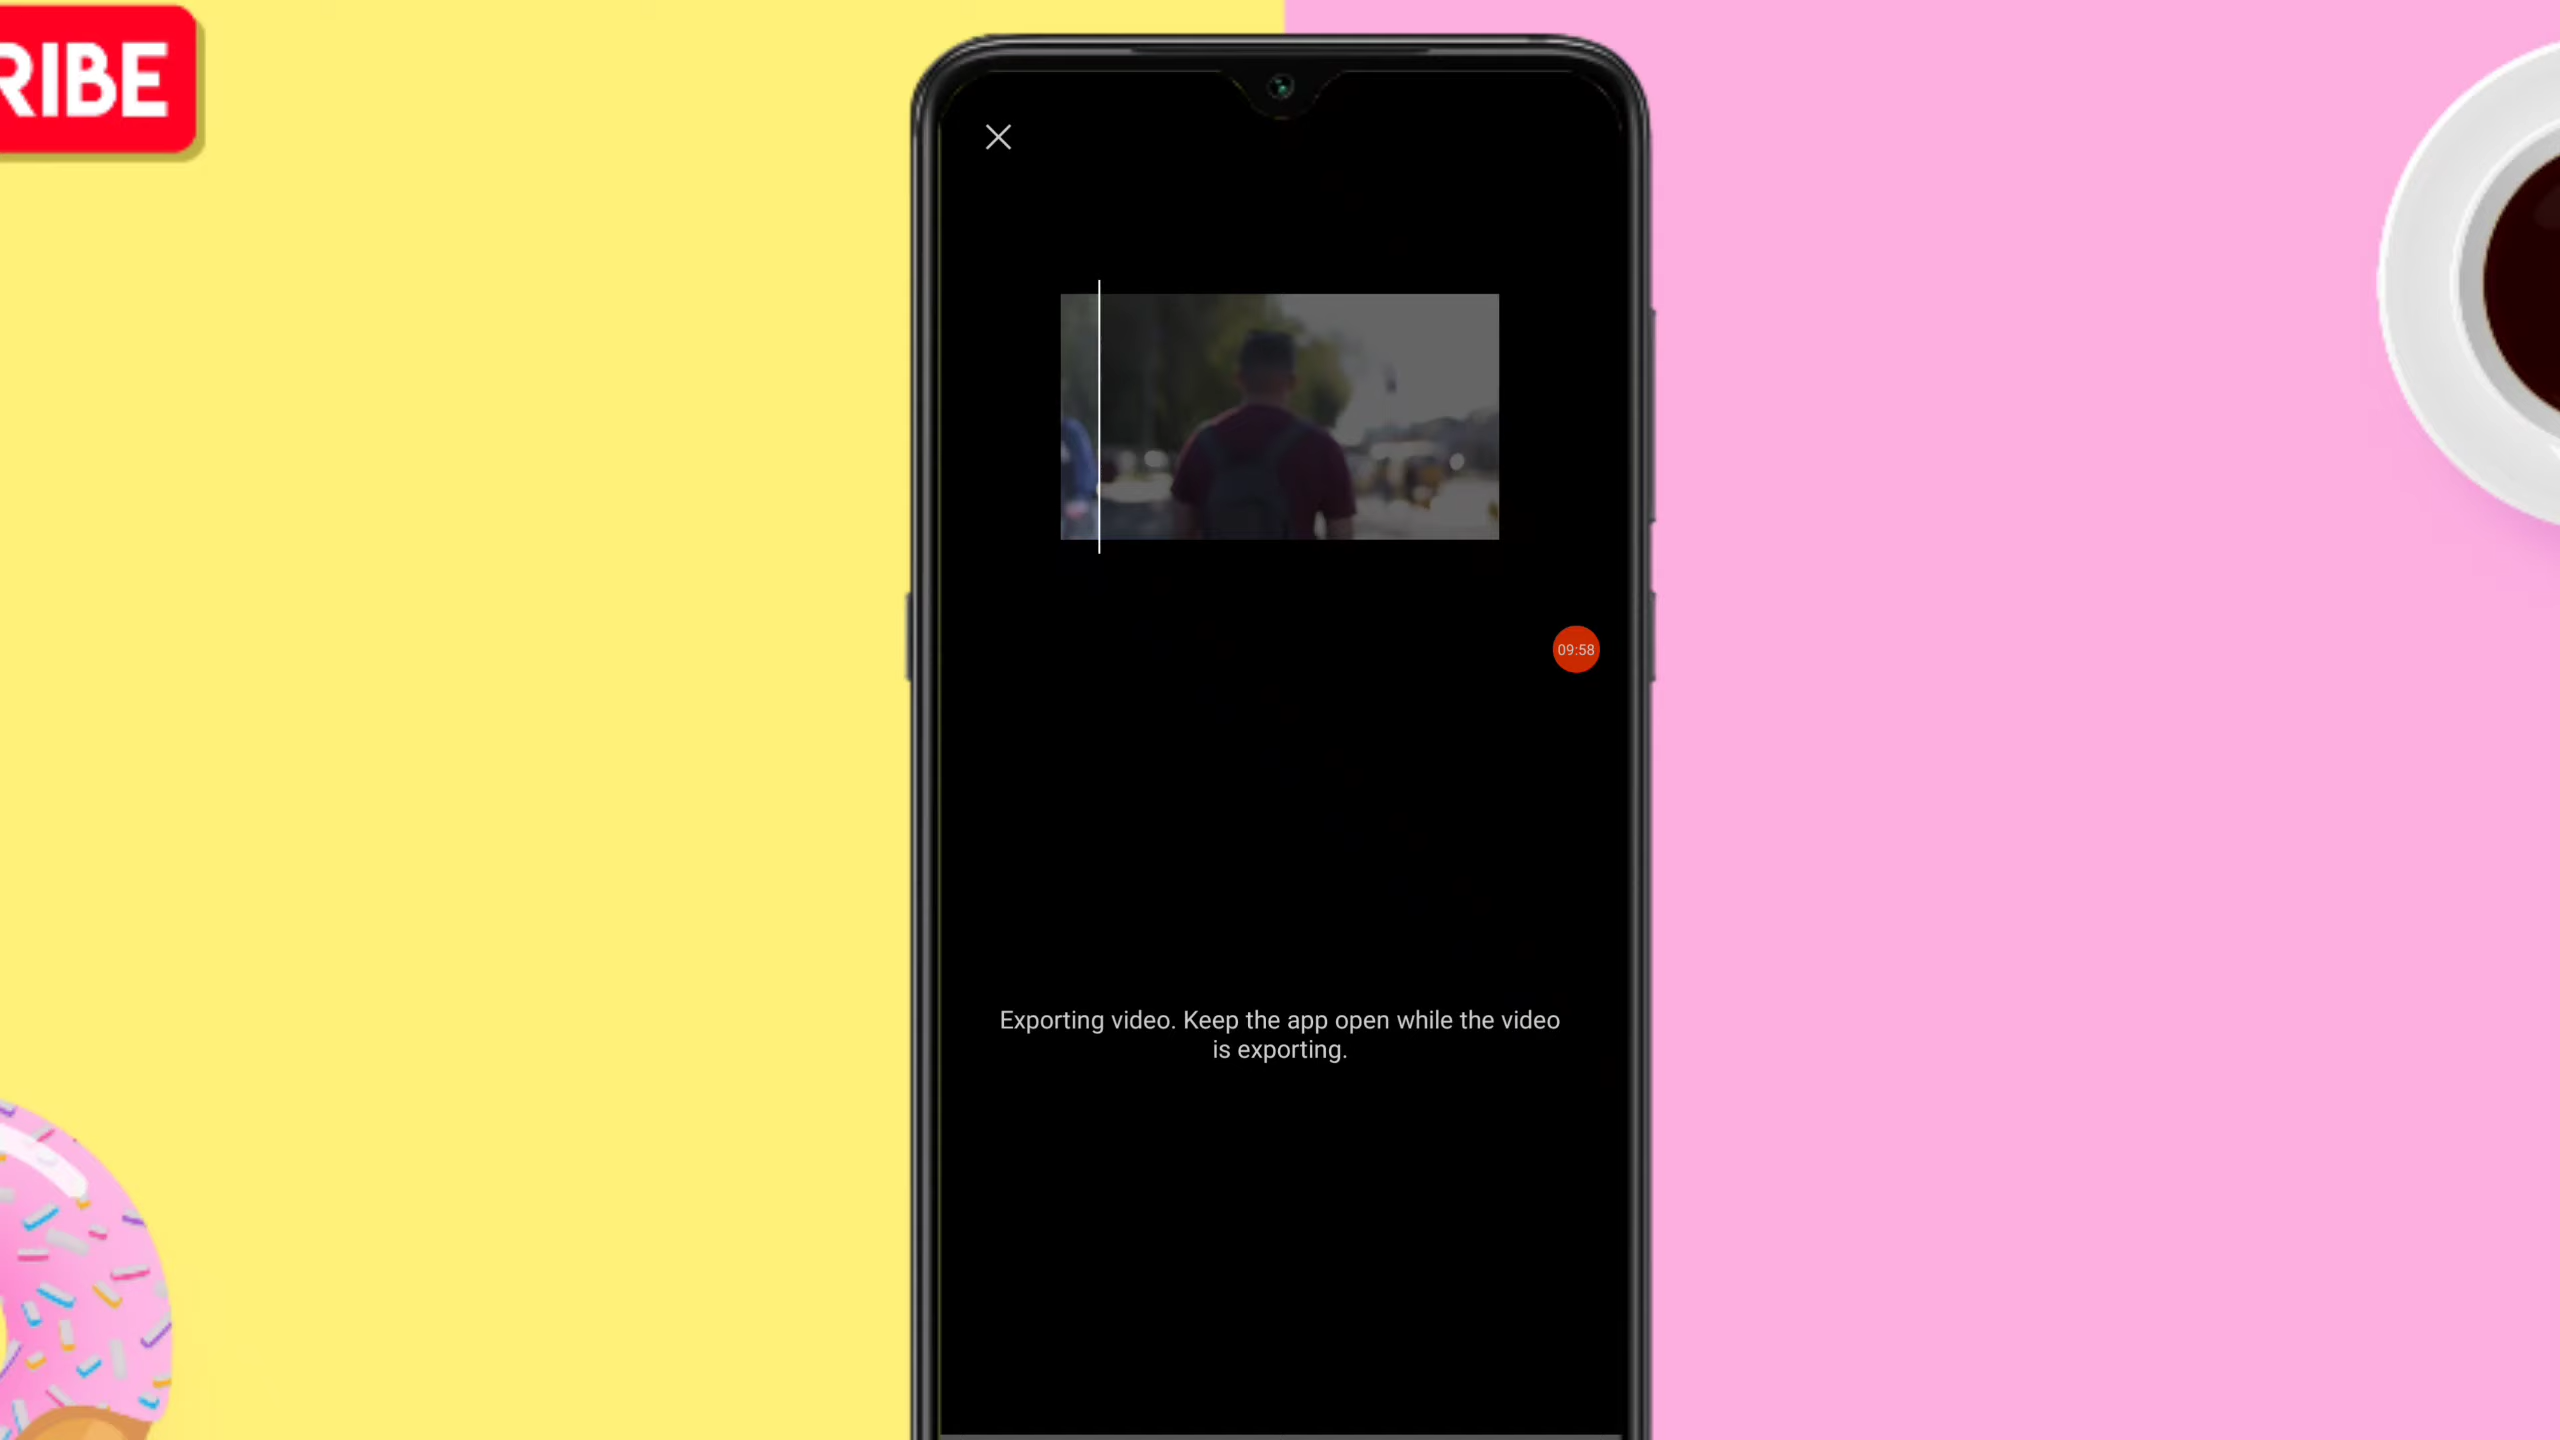 RIBE
09:58
Exporting video. Keep the app open while the video
is exporting.